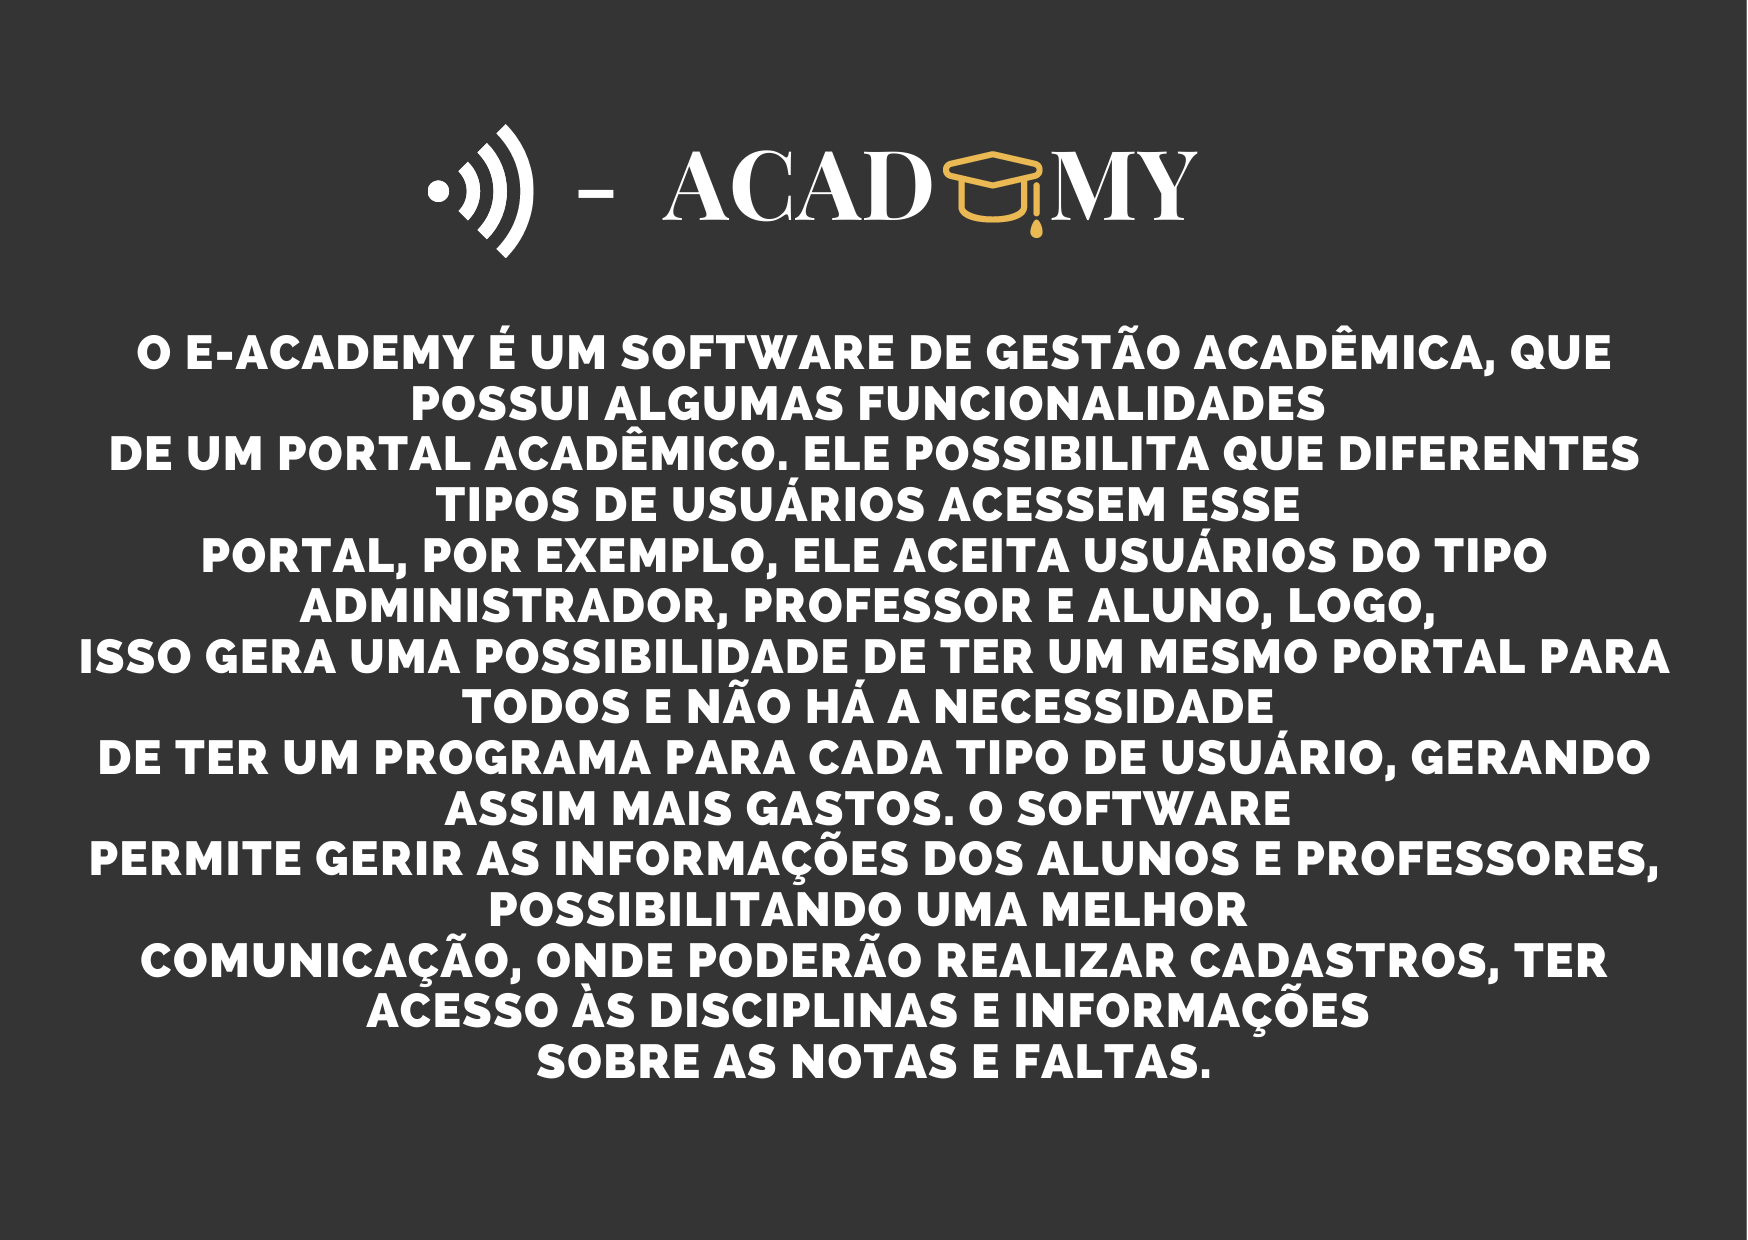 - ACADMY
O E-ACADEMY É UM SOFTWARE DE GESTÃO ACADÊMICA, QUE
POSSUI ALGUMAS FUNCIONALIDADES
DE UM PORTAL ACADÊMICO. ELE POSSIBILITA QUE DIFERENTES
TIPOS DE USUÁRIOS ACESSEM ESSE
PORTAL, POR EXEMPLO, ELE ACEITA USUÁRIOS DO TIPO
ADMINISTRADOR, PROFESSOR E ALUNO, LOGO,
ISSO GERA UMA POSSIBILIDADE DE TER UM MESMO PORTAL PARA
TODOS E NÃO HÁ A NECESSIDADE
DE TER UM PROGRAMA PARA CADA TIPO DE USUÁRIO, GERANDO
ASSIM MAIS GASTOS. O SOFTWARE
PERMITE GERIR AS INFORMAÇÕES DOS ALUNOS E PROFESSORES,
POSSIBILITANDO UMA MELHOR
COMUNICAÇÃO, ONDE PODERÃO REALIZAR CADASTROS, TER
ACESSO ÀS DISCIPLINAS E INFORMAÇÕES
SOBRE AS NOTAS E FALTAS.